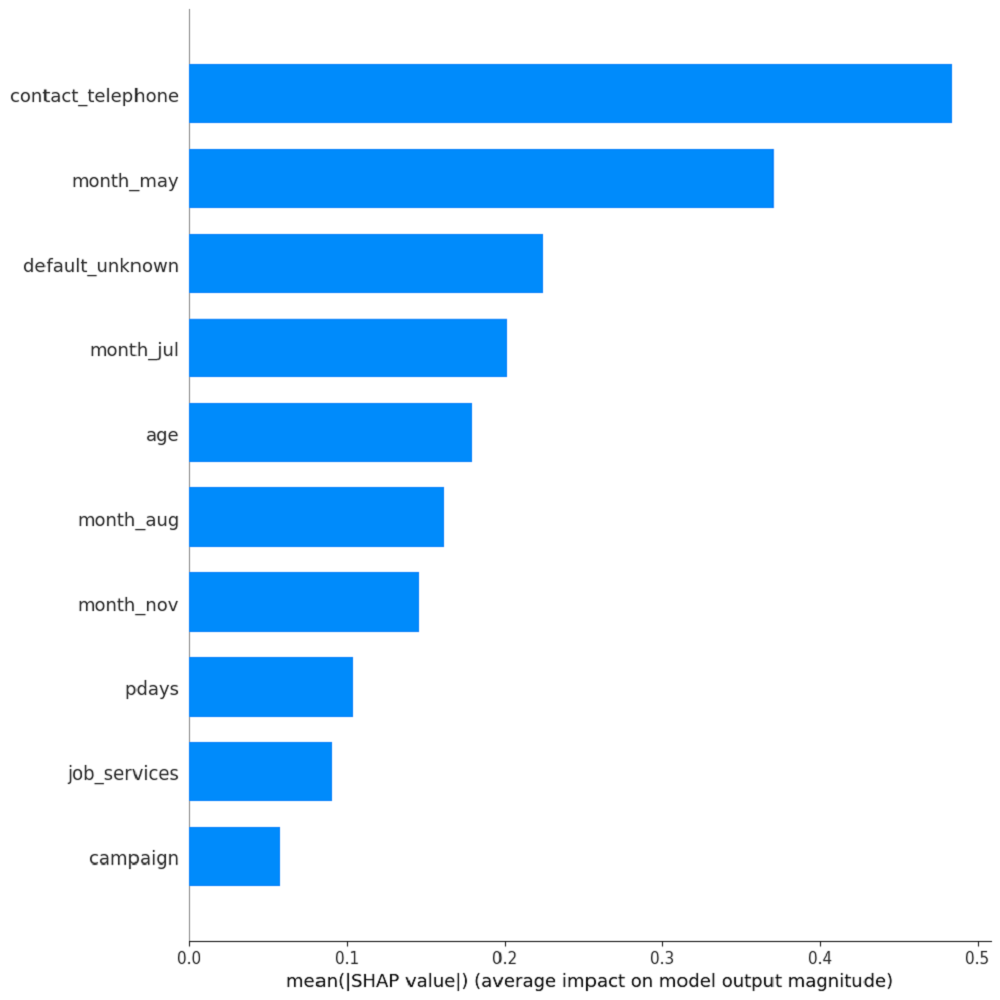 contact_telephone
month_may
default_unknown
month_jul
age
month_aug
month_nov
pdays
job_services
campaign
0.0 0.1 0.2 0.3 0.4 0.5
mean(|SHAP value|) (average impact on model output magnitude)